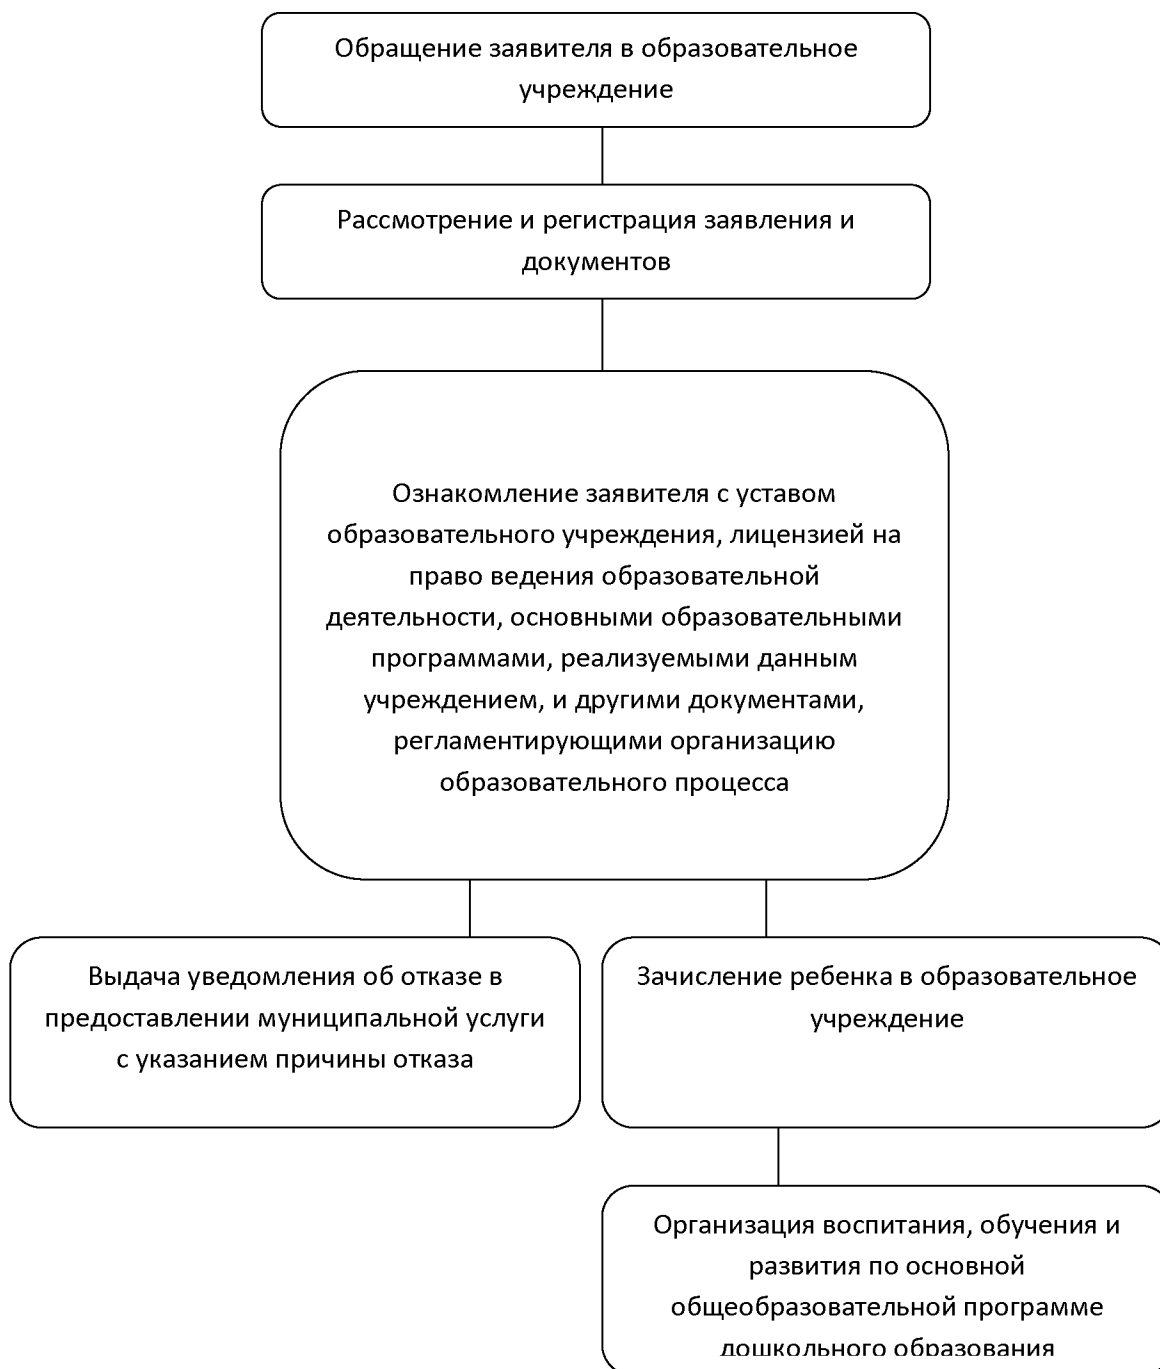 Обращение заявителя в образовательное
учреждение
Рассмотрение и регистрация заявления и
документов
Ознакомление заявителя с уставом
образовательного учреждения, лицензией на
право ведения образовательной
деятельности, основными образовательными
программами, реализуемыми данным
учреждением, и другими документами,
регламентирующими организацию
образовательного процесса
Выдача уведомления об отказе в
предоставлении муниципальной услуги
с указанием причины отказа
Зачисление ребенка в образовательное
учреждение
Организация воспитания, обучения и
развития по основной
общеобразовательной программе
дошкольного образования